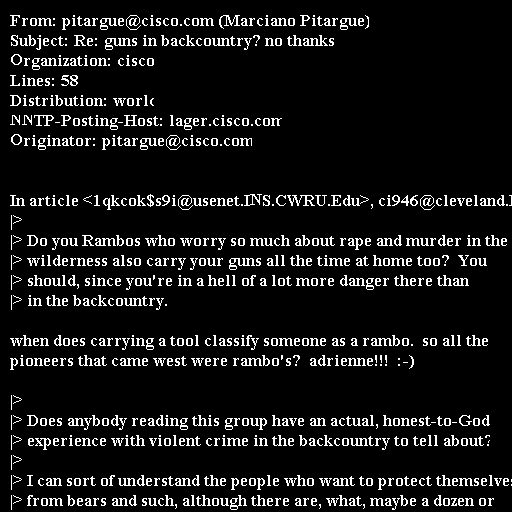 From: pitargue@cisco.com (Marciano Pitargue)
Subject: Re: guns in backcountry? no thanks
Organization: cisco
Lines: 58
Distribution: world
NNTP-Posting-Host: lager.cisco.com
Originator: pitargue@cisco.com

In article <1qkcok$s9i@usenet.INS.CWRU.Edu>, ci946@cleveland.
|>
|> Do you Rambos who worry so much about rape and murder in the
|> wilderness also carry your guns all the time at home too?  You
|> should, since you're in a hell of a lot more danger there than
|> in the backcountry.

when does carrying a tool classify someone as a rambo.  so all the
pioneers that came west were rambo's?  adrienne!!!  :-)

|>
|> Does anybody reading this group have an actual, honest-to-God
|> experience with violent crime in the backcountry to tell about?
|>
|> I can sort of understand the people who want to protect themselves
|> from bears and such, although there are, what, maybe a dozen or